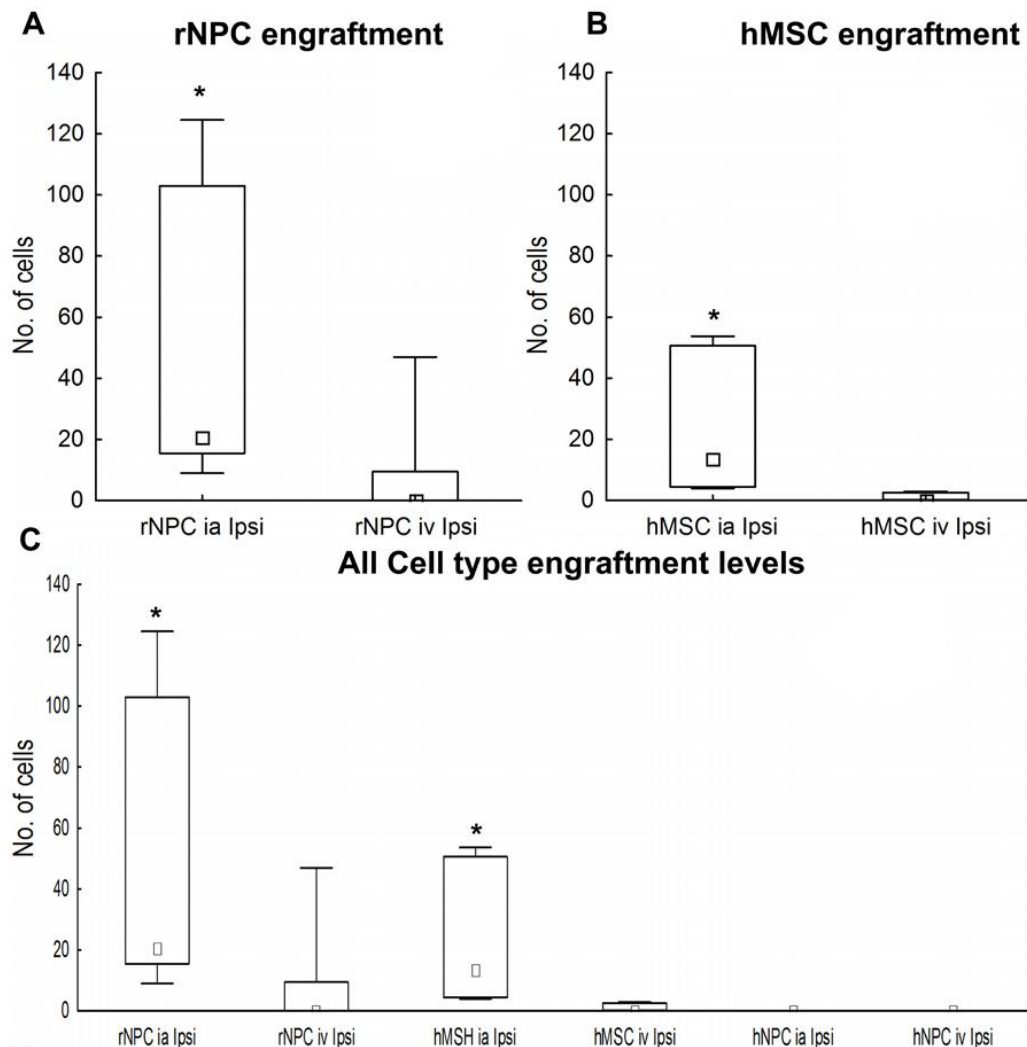 A
rNPC engraftment
140
120
100
80
60
40
20
0
No. of cells
*
rNPC ia Ipsi
rNPC iv Ipsi
B
hMSC engraftment
140
120
100
80
60
40
20
0
No. of cells
*
hMSC ia Ipsi
hMSC iv Ipsi
C
All Cell type engraftment levels
140
120
100
80
60
40
20
0
No. of cells
*
*
rNPC ia Ipsi
rNPC iv Ipsi
hMSH ia Ipsi
hMSC iv Ipsi
hNPC ia Ipsi
hNPC iv Ipsi